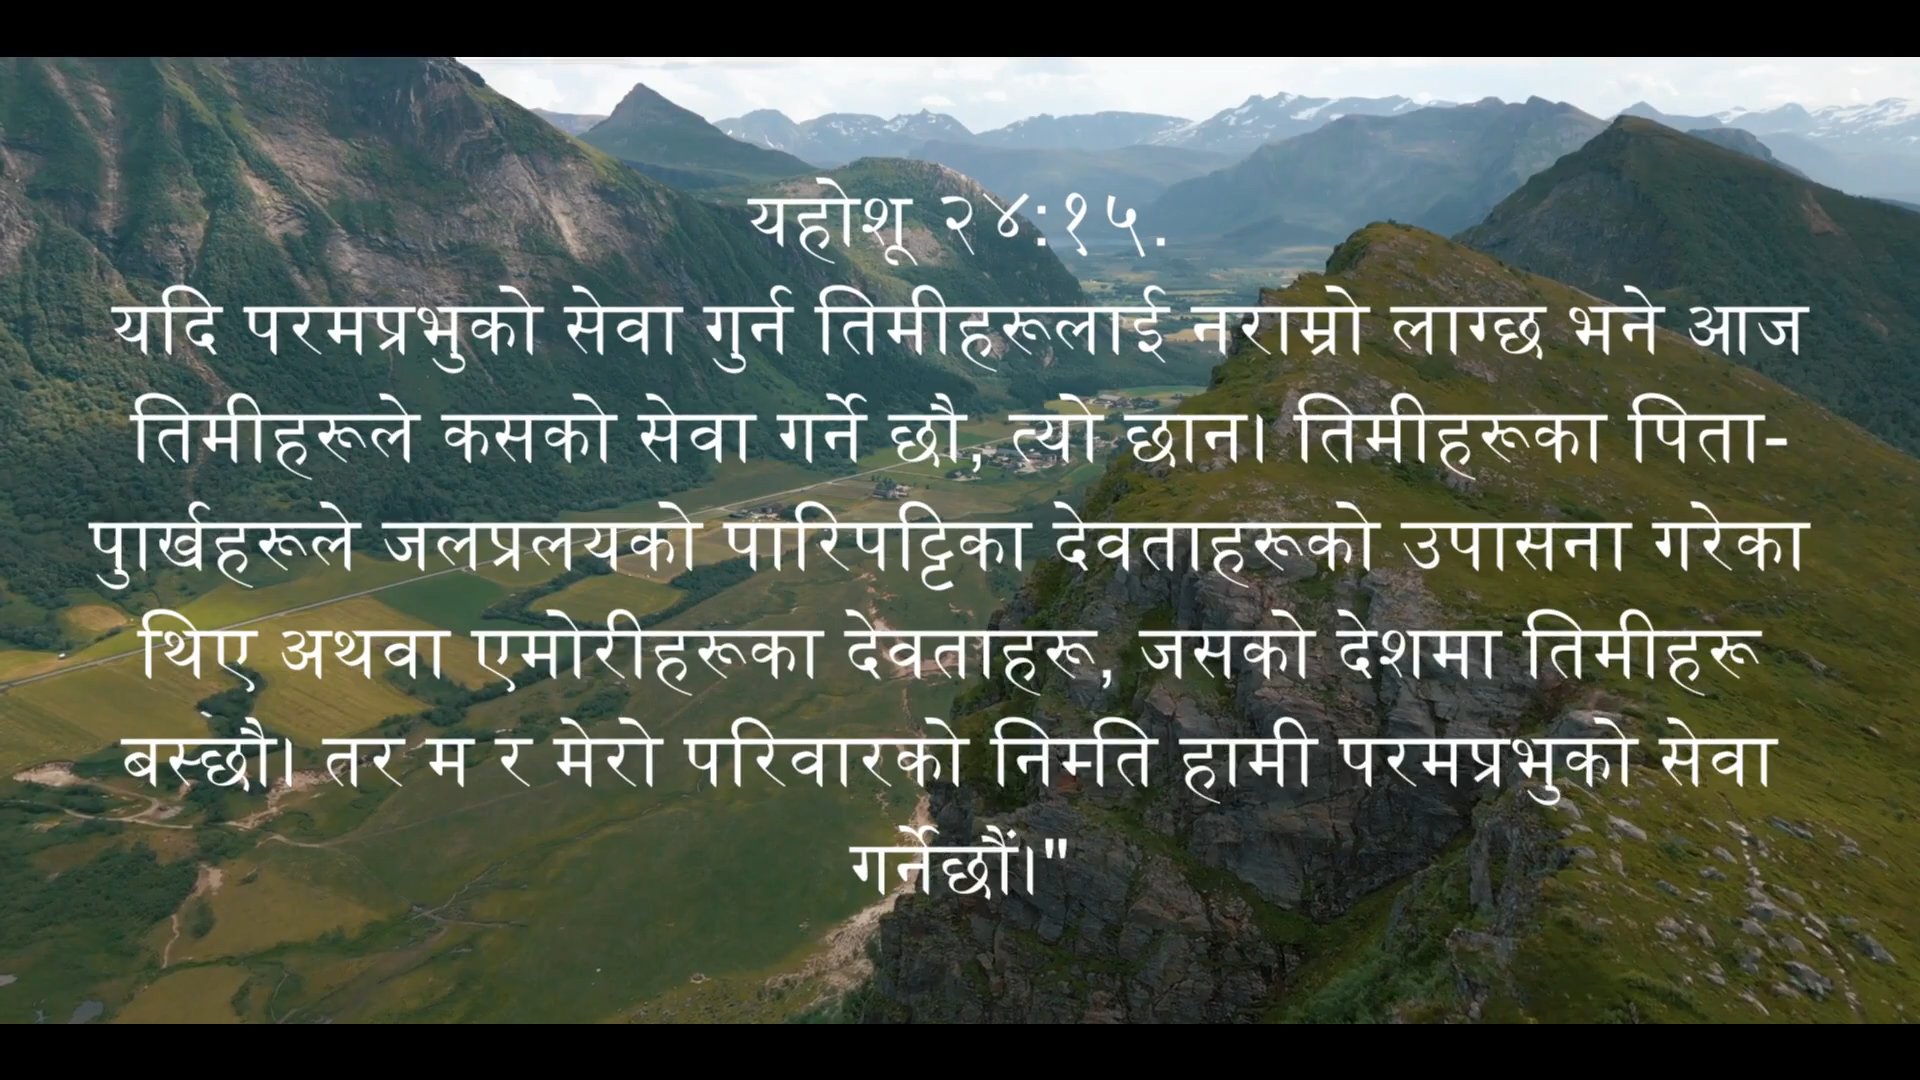 यहोशू २४:१५.
यदि परमप्रभुको सेवा गुर्न तिमीहरूलाई नराम्रो लाग्छ भने आज
तिमीहरूले कसको सेवा गर्ने छौ, त्यो छान। तिमीहरूका पिता-
पुार्खहरूले जलप्रलयको पारिपट्टिका देवताहरूको उपासना गरेका
थिए अथवा एमोरीहरूका देवताहरू, जसको देशमा तिमीहरू
बस्छौ। तर म र मेरो परिवारको निम्ति हामी परमप्रभुको सेवा
गर्नेछौं।"